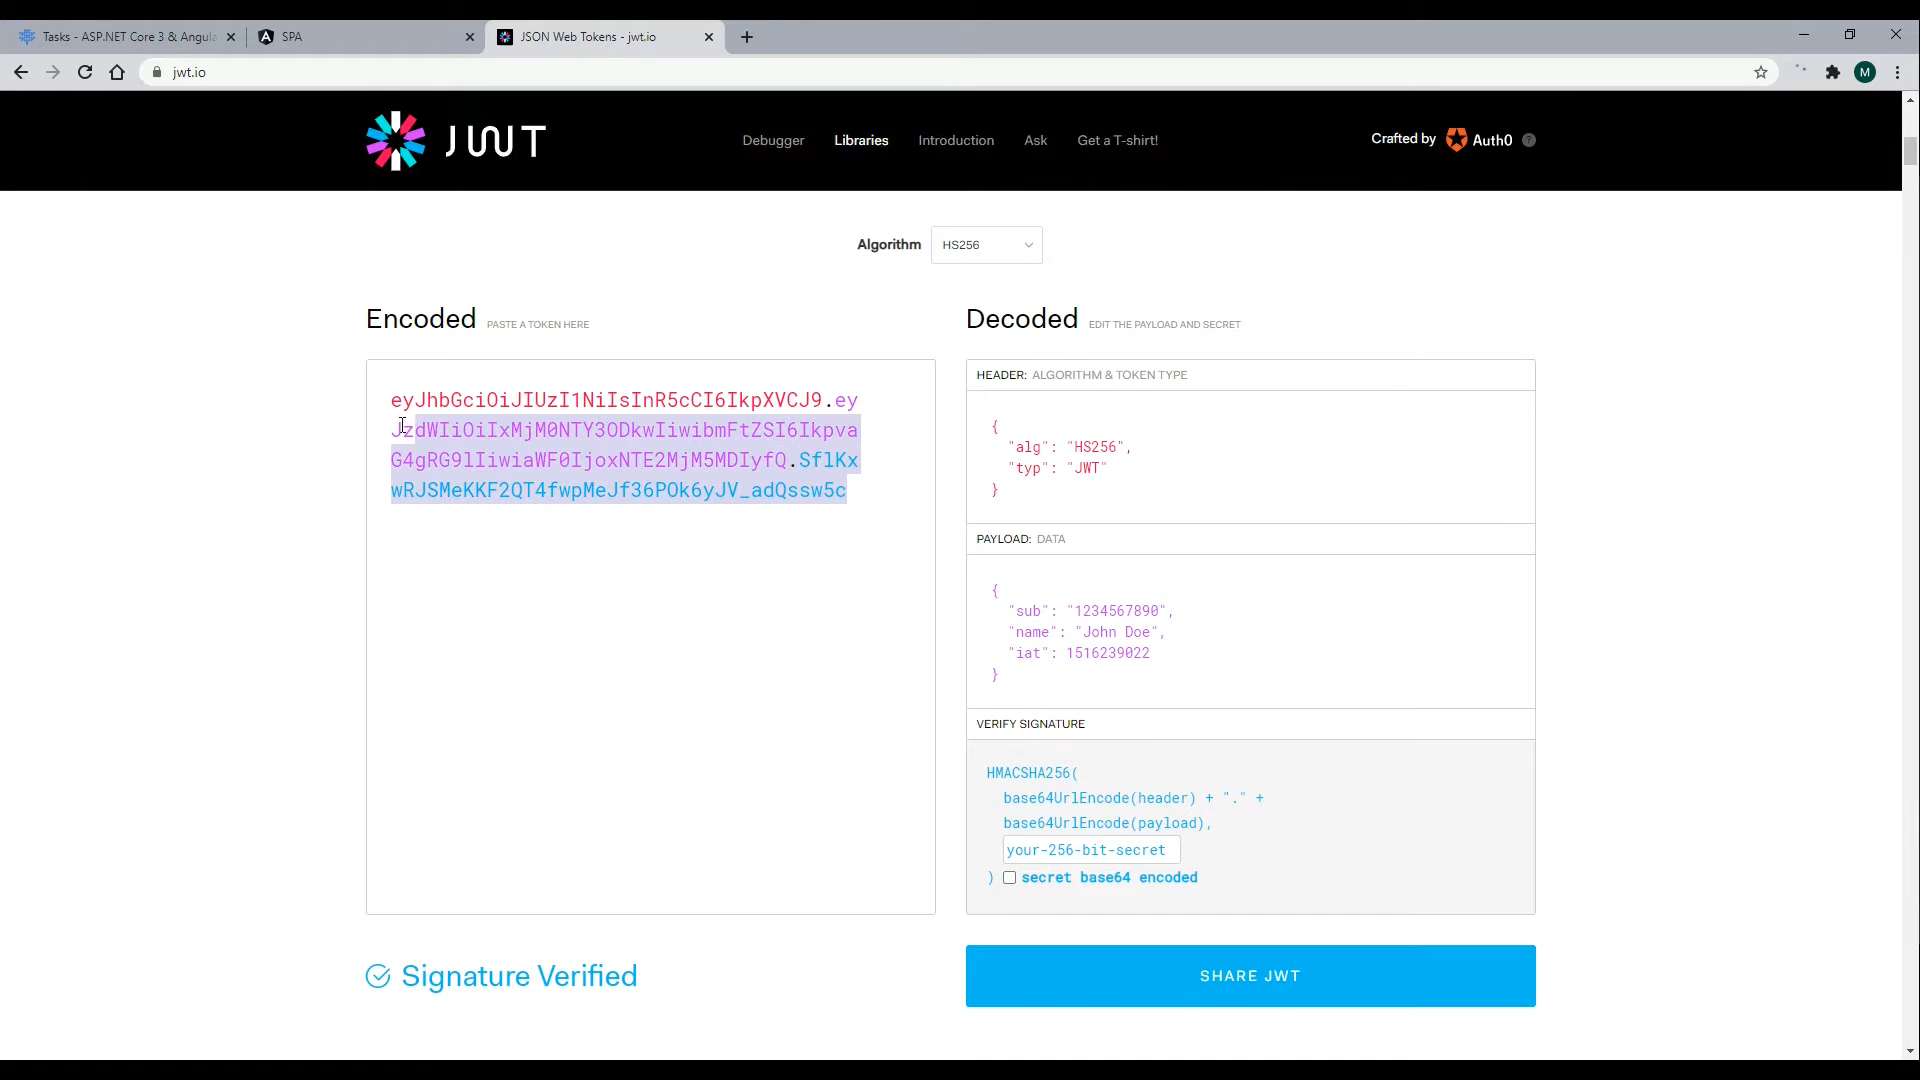 Tasks - ASP.NET Core 3 & Angula
SPA
JSON Web Tokens - jwt.io
jwt.io
M
JWT
Debugger
Libraries
Introduction
Ask
Get a T-shirt!
Crafted by Auth0
?
Algorithm HS256
Encoded PASTE A TOKEN HERE
eyJhbGciOiJIUzI1NiIsInR5cCI6IkpXVCJ9.ey
JzdWIiOiIxMjM0NTY3ODkwIiwibmFtZSI6Ikpva
G4gRG9lIiwiaWF0IjoxNTE2MjM5MDIyfQ.SflKx
wRJSMeKKF2QT4fwpMeJf36POk6yJV_adQssw5c
Signature Verified
Decoded EDIT THE PAYLOAD AND SECRET
HEADER: ALGORITHM & TOKEN TYPE
{
"alg": "HS256",
"typ": "JWT"
}
PAYLOAD: DATA
{
"sub": "1234567890",
"name": "John Doe",
"iat": 1516239022
}
VERIFY SIGNATURE
HMACSHA256(
base64UrlEncode(header) + "." +
base64UrlEncode(payload),
your-256-bit-secret
) secret base64 encoded
SHARE JWT